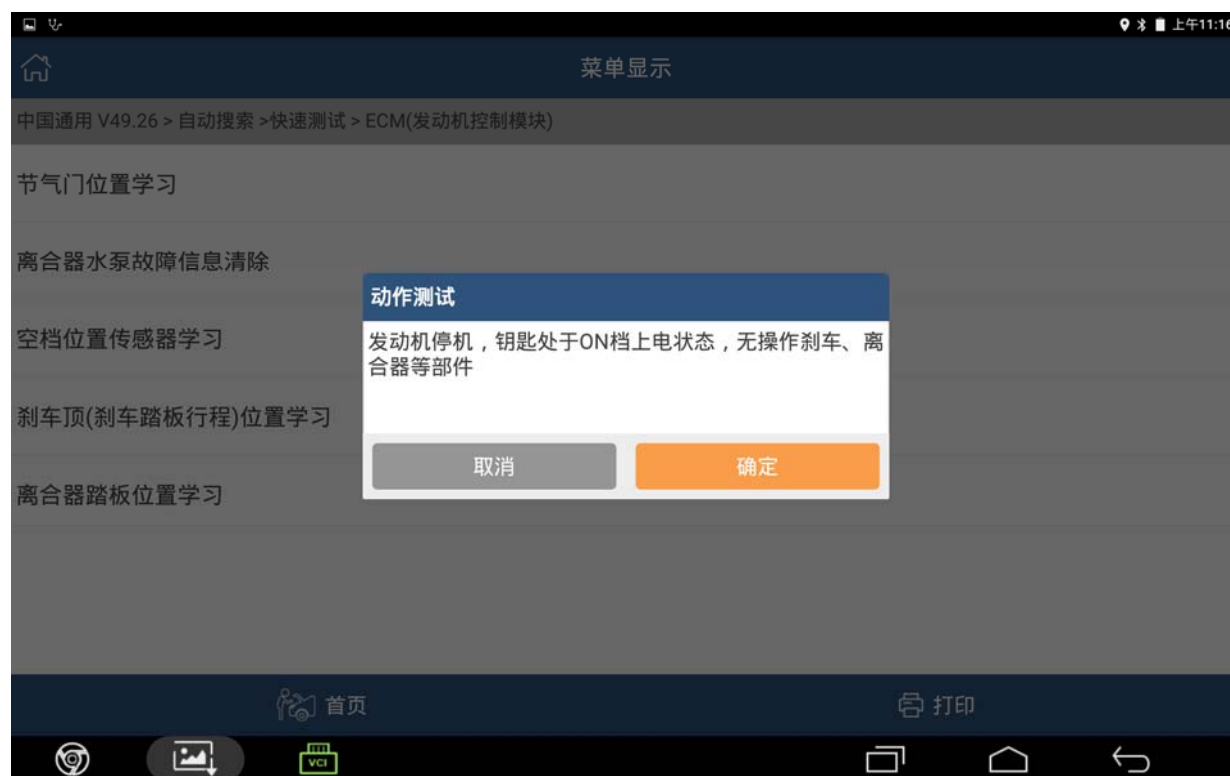 上午11:16
菜单显示
中国通用 V49.26 > 自动搜索 >快速测试 > ECM(发动机控制模块)
节气门位置学习
离合器水泵故障信息清除
空档位置传感器学习
刹车顶(刹车踏板行程)位置学习
离合器踏板位置学习
动作测试
发动机停机，钥匙处于ON档上电状态，无操作刹车、离
合器等部件
取消
确定
首页
打印
VCI